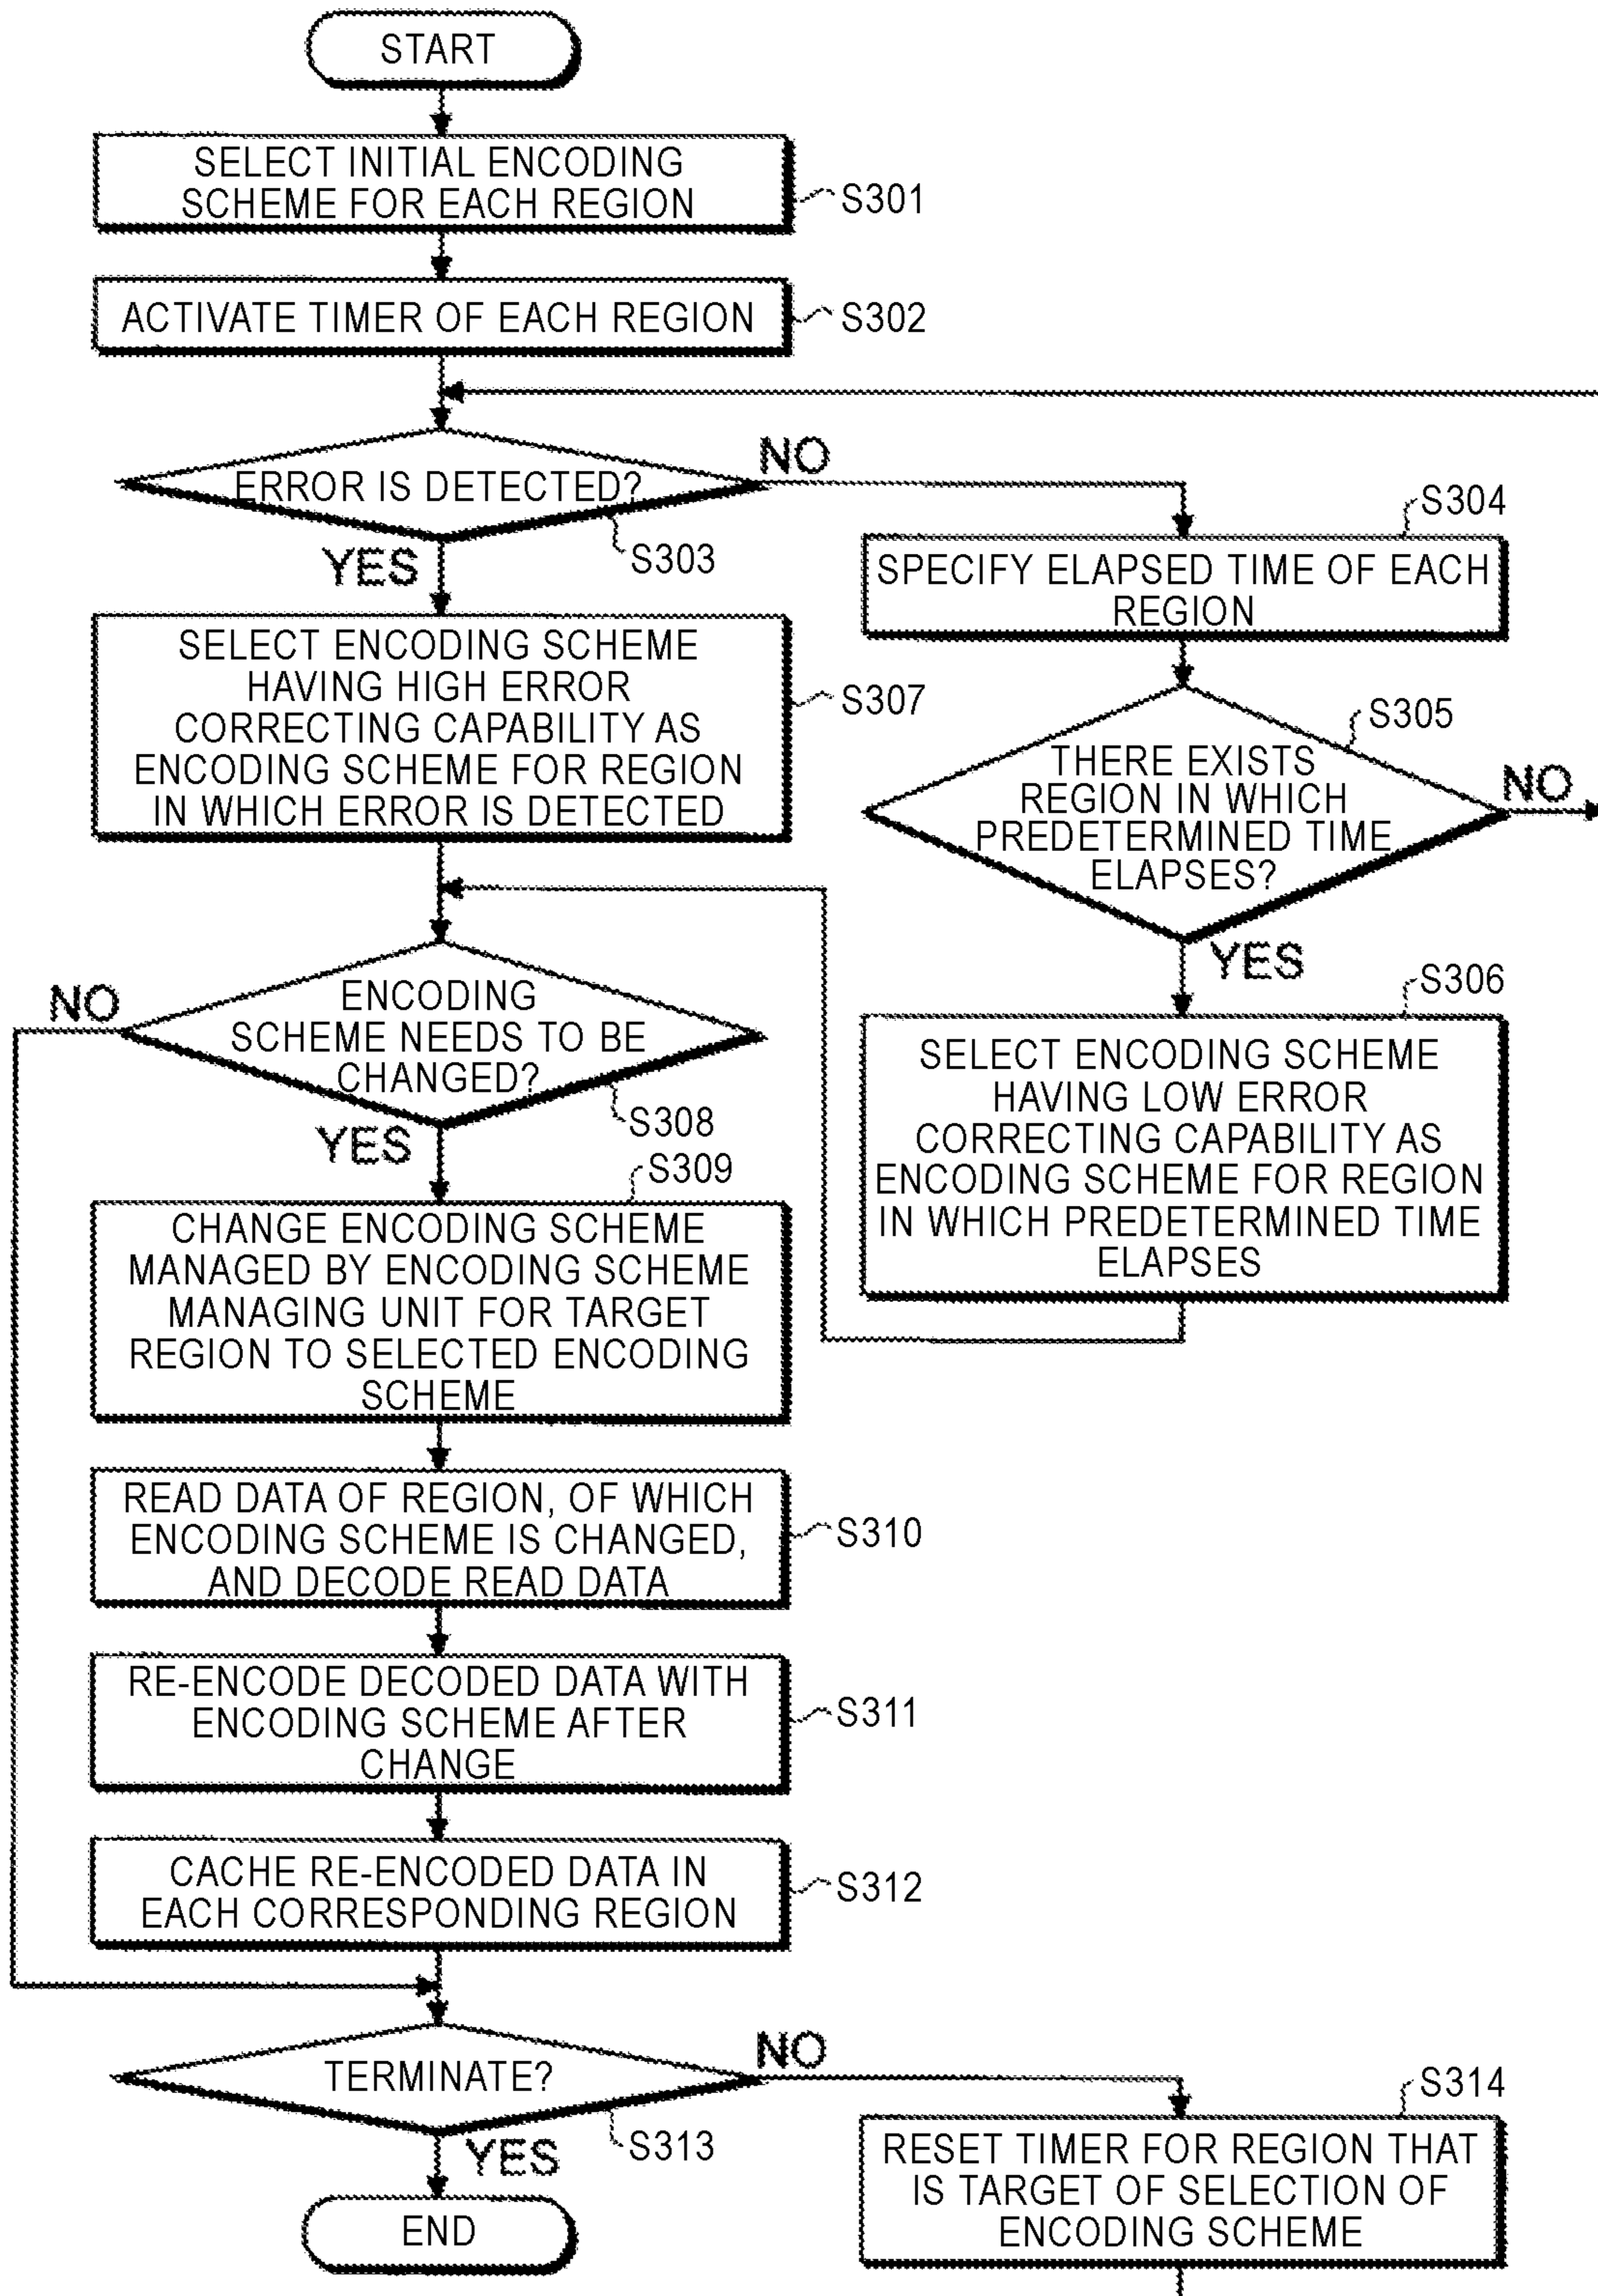 START
SELECT INITIAL ENCODING
SCHEME FOR EACH REGION
S301
ACTIVATE TIMER OF EACH REGION
S302
ERROR IS DETECTED?
NO
S303
YES
S304
SPECIFY ELAPSED TIME OF EACH
REGION
S305
THERE EXISTS
REGION IN WHICH
PREDETERMINED TIME
ELAPSES?
NO
YES
S306
SELECT ENCODING SCHEME
HAVING LOW ERROR
CORRECTING CAPABILITY AS
ENCODING SCHEME FOR REGION
IN WHICH PREDETERMINED TIME
ELAPSES
SELECT ENCODING SCHEME
HAVING HIGH ERROR
CORRECTING CAPABILITY AS
ENCODING SCHEME FOR REGION
IN WHICH ERROR IS DETECTED
S307
NO
ENCODING
SCHEME NEEDS TO BE
CHANGED?
S308
YES
S309
CHANGE ENCODING SCHEME
MANAGED BY ENCODING SCHEME
MANAGING UNIT FOR TARGET
REGION TO SELECTED ENCODING
SCHEME
READ DATA OF REGION, OF WHICH
ENCODING SCHEME IS CHANGED,
AND DECODE READ DATA
S310
RE-ENCODE DECODED DATA WITH
ENCODING SCHEME AFTER
CHANGE
S311
CACHE RE-ENCODED DATA IN
EACH CORRESPONDING REGION
S312
TERMINATE?
NO
S313
YES
END
S314
RESET TIMER FOR REGION THAT
IS TARGET OF SELECTION OF
ENCODING SCHEME